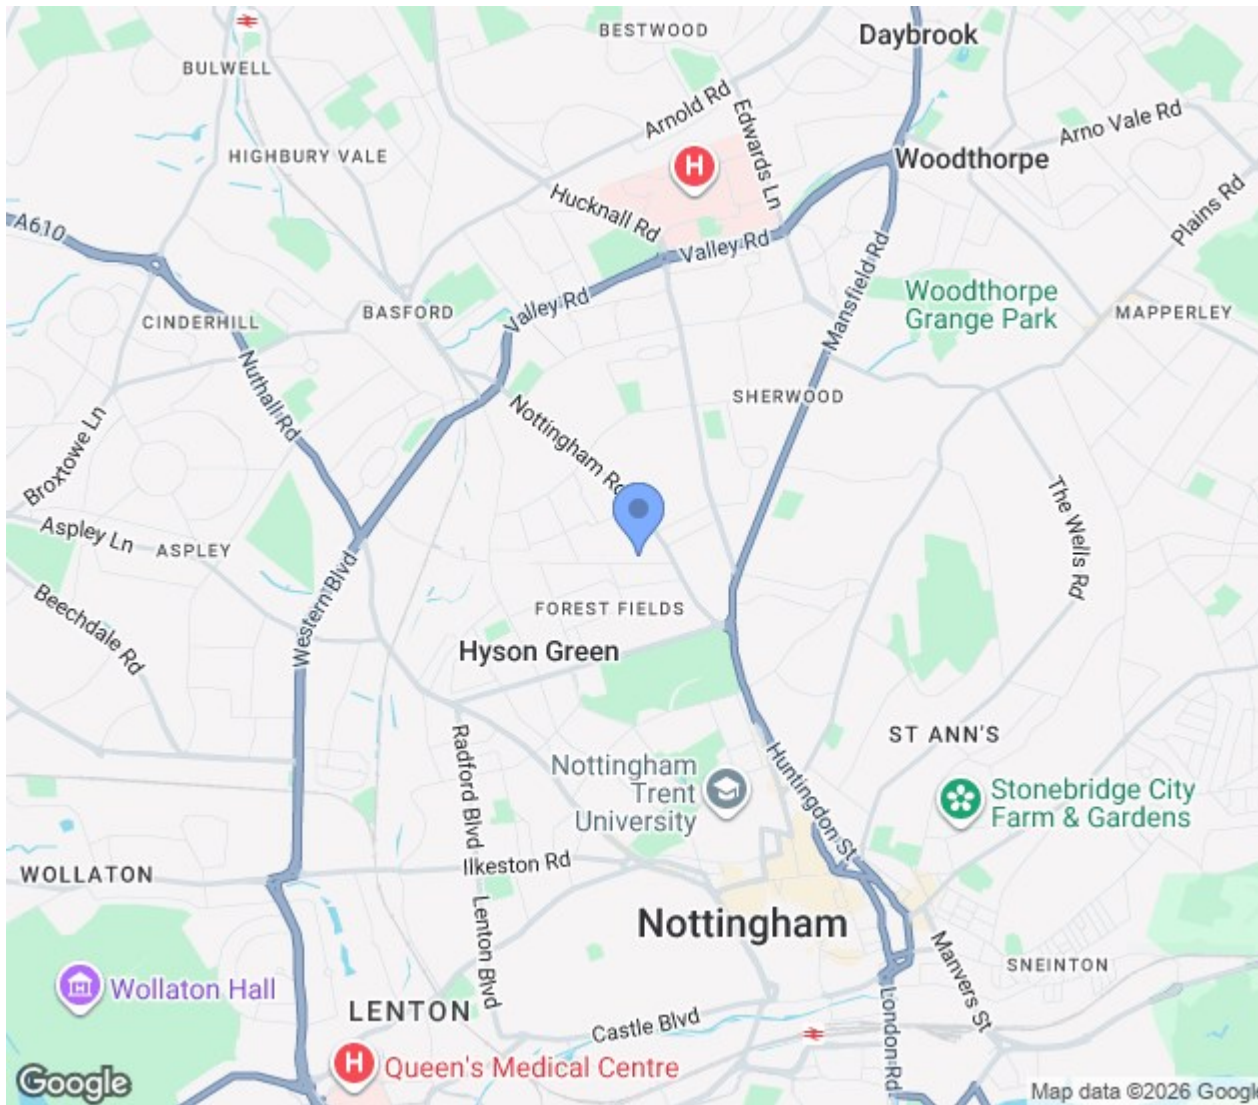 BESTWOOD
Daybrook
BULWELL
Arnold Rd
Edwards Ln
Arno Vale Rd
HIGHBURY VALE
H
Woodthorpe
Hucknall Rd
Plains Rd
A610
Valley Rd
Mansfield Rd
Woodthorpe
Grange Park
CINDERHILL
BASFORD
Valley Rd
MAPPERLEY
Nuthall Rd
SHERWOOD
Nottingham Rd
Broxtowe Ln
The Wells Rd
Aspley Ln
ASPLEY
Western Blvd
Beechdale Rd
FOREST FIELDS
Hyson Green
Radford Blvd
ST ANN'S
Nottingham
Trent
University
Huntingdon St
Stonebridge City
Farm & Gardens
Ilkeston Rd
WOLLATON
Lenton Blvd
Nottingham
Manvers St
SNEINTON
Wollaton Hall
LENTON
Castle Blvd
London Rd
H
Queen's Medical Centre
Google
Map data ©2026 Google